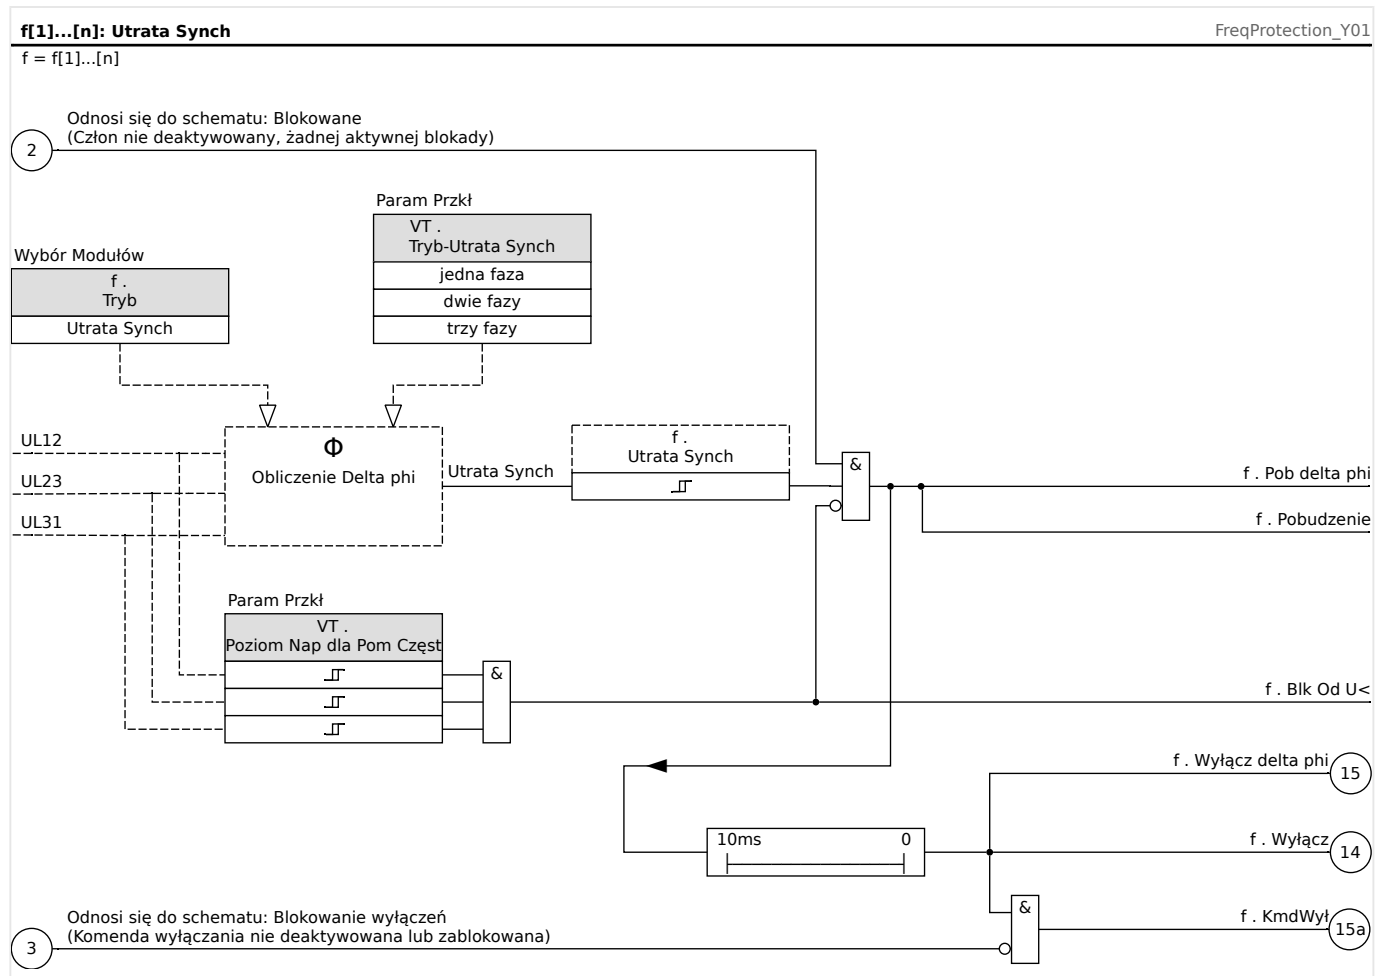 f[1]...[n]: Utrata Synch
FreqProtection_Y01
f = f[1]...[n]
Odnosi się do schematu: Blokowane
(Człon nie deaktywowany, żadnej aktywnej blokady)
2
Param Przkł
VT .
Tryb-Utrata Synch
jedna faza
dwie fazy
trzy fazy
Wybór Modułów
f .
Tryb
Utrata Synch
UL12
UL23
UL31
Φ
Obliczenie Delta phi
Utrata Synch
f .
Utrata Synch
&
f . Pob delta phi
f . Pobudzenie
Param Przkł
VT .
Poziom Nap dla Pom Częst
&
f . Blk Od U<
f . Wyłącz delta phi
15
10ms 0
f . Wyłącz
14
&
f . KmdWył
15a
Odnosi się do schematu: Blokowanie wyłączeń
(Komenda wyłączania nie deaktywowana lub zablokowana)
3